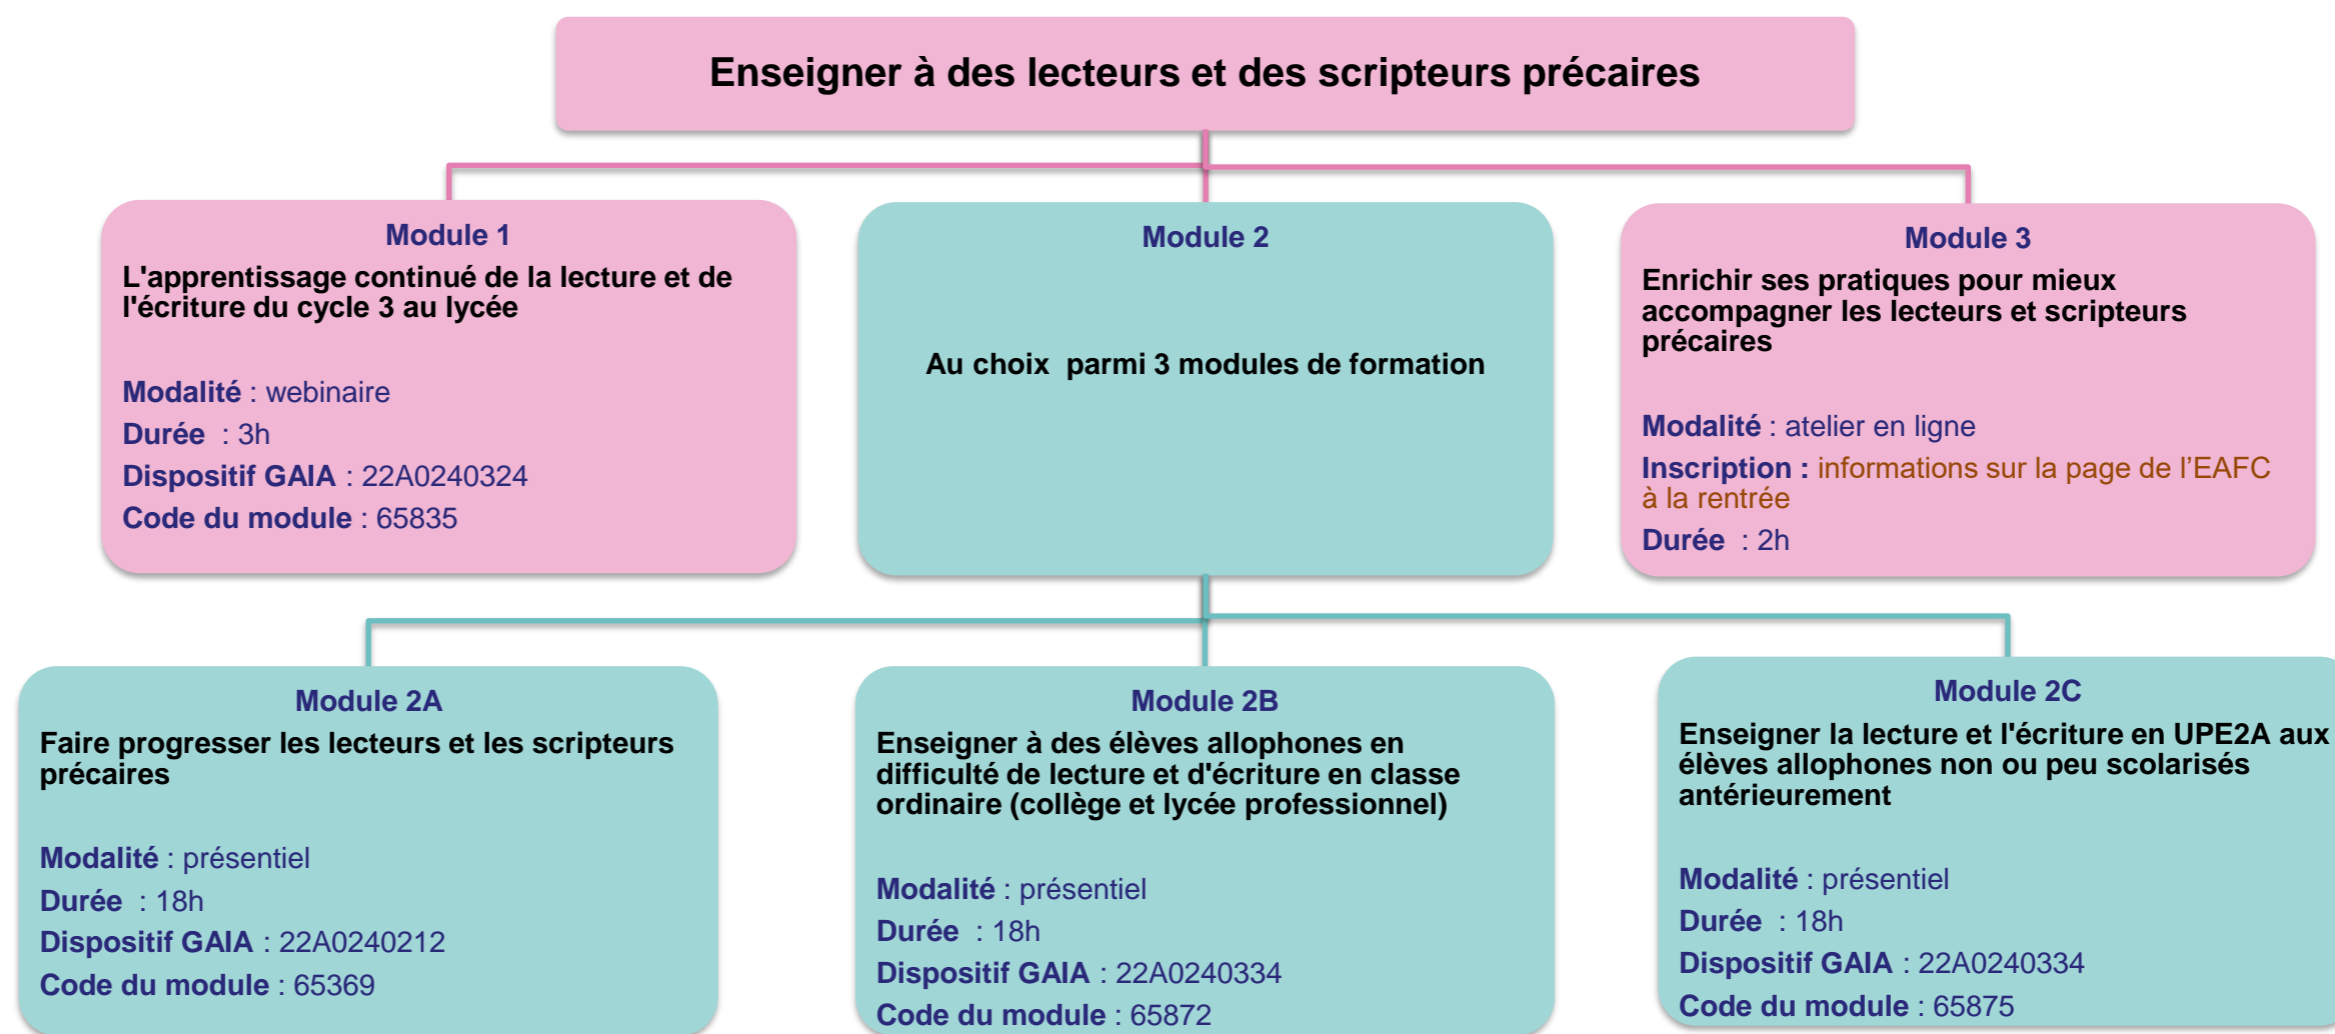 Enseigner à des lecteurs et des scripteurs précaires
Module 1
L'apprentissage continué de la lecture et de
l'écriture du cycle 3 au lycée
Modalité : webinaire
Durée : 3h
Dispositif GAIA : 22A0240324
Code du module : 65835
Module 2
Au choix parmi 3 modules de formation
Module 3
Enrichir ses pratiques pour mieux
accompagner les lecteurs et scripteurs
précaires
Modalité : atelier en ligne
Inscription : informations sur la page de l’EAFC
à la rentrée
Durée : 2h
Module 2A
Faire progresser les lecteurs et les scripteurs
précaires
Modalité : présentiel
Durée : 18h
Dispositif GAIA : 22A0240212
Code du module : 65369
Module 2B
Enseigner à des élèves allophones en
difficulté de lecture et d'écriture en classe
ordinaire (collège et lycée professionnel)
Modalité : présentiel
Durée : 18h
Dispositif GAIA : 22A0240334
Code du module : 65872
Module 2C
Enseigner la lecture et l'écriture en UPE2A aux
élèves allophones non ou peu scolarisés
antérieurement
Modalité : présentiel
Durée : 18h
Dispositif GAIA : 22A0240334
Code du module : 65875